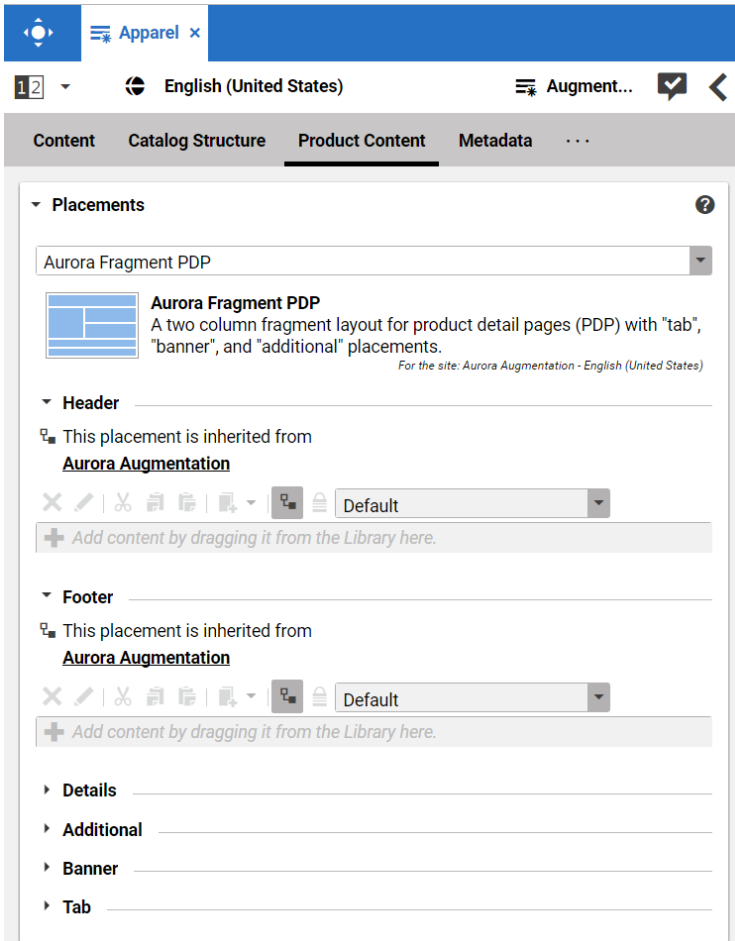 Apparel ×
12 English (United States) Augment...
Content Catalog Structure Product Content Metadata ...
Placements ?
Aurora Fragment PDP
Aurora Fragment PDP
A two column fragment layout for product detail pages (PDP) with "tab",
"banner", and "additional" placements.
For the site: Aurora Augmentation - English (United States)
Header
This placement is inherited from
Aurora Augmentation
Default
Add content by dragging it from the Library here.
Footer
This placement is inherited from
Aurora Augmentation
Default
Add content by dragging it from the Library here.
Details
Additional
Banner
Tab